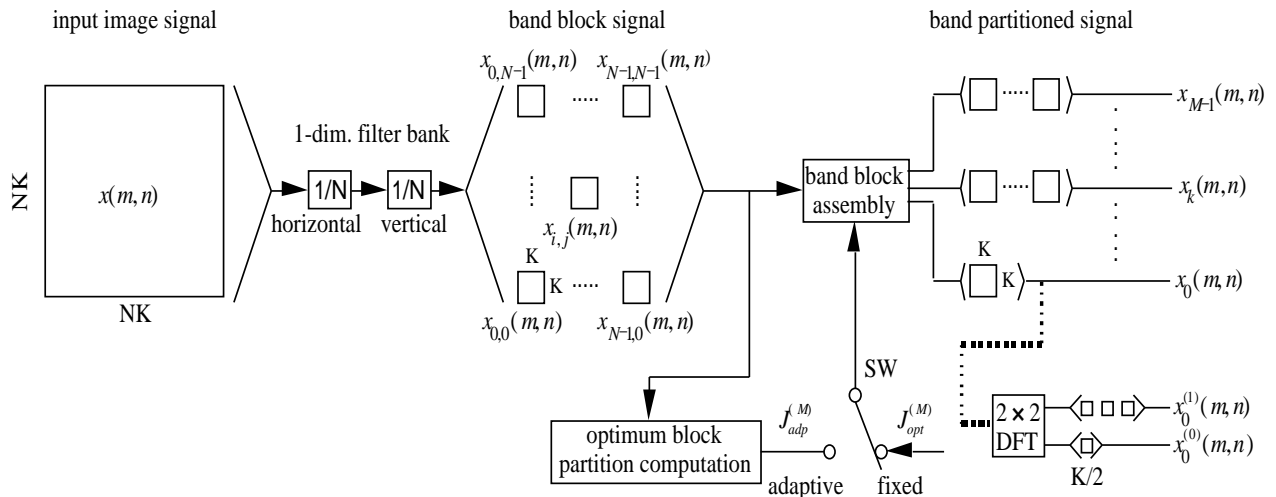 input image signal
band block signal
band partitioned signal
x_{0,N-1}(m,n) x_{N-1,N-1}(m,n)
x_{M-1}(m,n)
1-dim. filter bank
NK
x(m,n)
1/N
1/N
horizontal
vertical
x_{i,j}(m,n)
band block
assembly
x_k(m,n)
K
K
K
x_0(m,n)
NK
x_{0,0}(m,n) x_{N-1,0}(m,n)
SW
optimum block
partition computation
J_{adp}^{(M)}
J_{opt}^{(M)}
adaptive
fixed
2 × 2
DFT
x_0^{(1)}(m,n)
x_0^{(0)}(m,n)
K/2